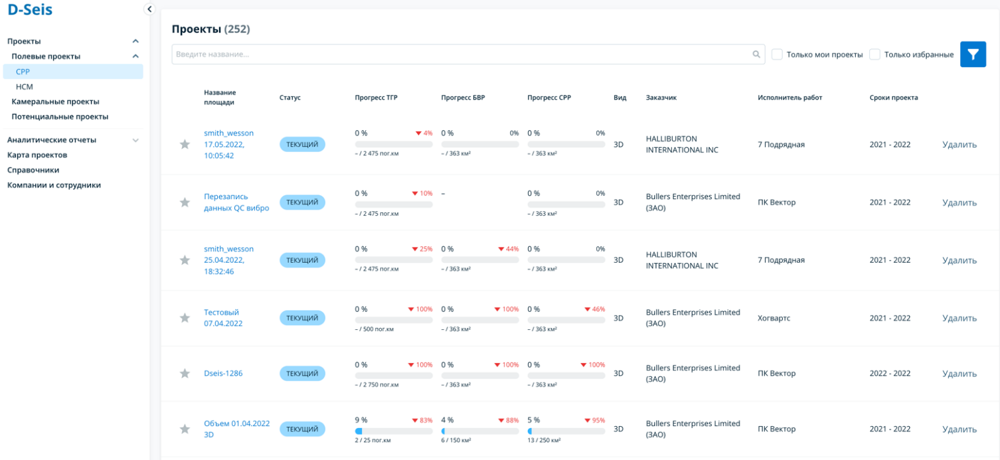 D-Seis
Проекты
Полевые проекты
СРР
НСМ
Камеральные проекты
Потенциальные проекты
Аналитические отчеты
Карта проектов
Справочники
Компании и сотрудники
Проекты (252)
Введите название...
Только мои проекты
Только избранные
Название площади
Статус
Прогресс ТГР
Прогресс БВР
Прогресс СРР
Вид
Заказчик
Исполнитель работ
Сроки проекта
smith_wesson
17.05.2022,
10:05:42
ТЕКУЩИЙ
0 % ▼ 4%
– / 2 475 пог.км
0 % 0%
– / 363 км²
0 % 0%
– / 363 км²
3D
HALLIBURTON
INTERNATIONAL INC
7 Подрядная
2021 - 2022
Удалить
Перезапись
данных QC вибро
ТЕКУЩИЙ
0 % ▼ 10%
– / 2 475 пог.км
–
0 % 0%
– / 363 км²
3D
Bullers Enterprises Limited
(ЗАО)
ПК Вектор
2021 - 2022
Удалить
smith_wesson
25.04.2022,
18:32:46
ТЕКУЩИЙ
0 % ▼ 25%
– / 2 475 пог.км
0 % ▼ 44%
– / 363 км²
0 % 0%
– / 363 км²
3D
HALLIBURTON
INTERNATIONAL INC
7 Подрядная
2021 - 2022
Удалить
Тестовый
07.04.2022
ТЕКУЩИЙ
0 % ▼ 100%
– / 500 пог.км
0 % ▼ 100%
– / 363 км²
0 % ▼ 46%
– / 363 км²
3D
Bullers Enterprises Limited
(ЗАО)
Хогвартс
2021 - 2022
Удалить
Dseis-1286
ТЕКУЩИЙ
0 % ▼ 100%
– / 2 750 пог.км
0 % ▼ 100%
– / 363 км²
0 % ▼ 100%
– / 363 км²
3D
Bullers Enterprises Limited
(ЗАО)
ПК Вектор
2022 - 2022
Удалить
Объем 01.04.2022
3D
ТЕКУЩИЙ
9 % ▼ 83%
2 / 25 пог.км
4 % ▼ 88%
6 / 150 км²
5 % ▼ 95%
13 / 250 км²
3D
Bullers Enterprises Limited
(ЗАО)
ПК Вектор
2021 - 2022
Удалить